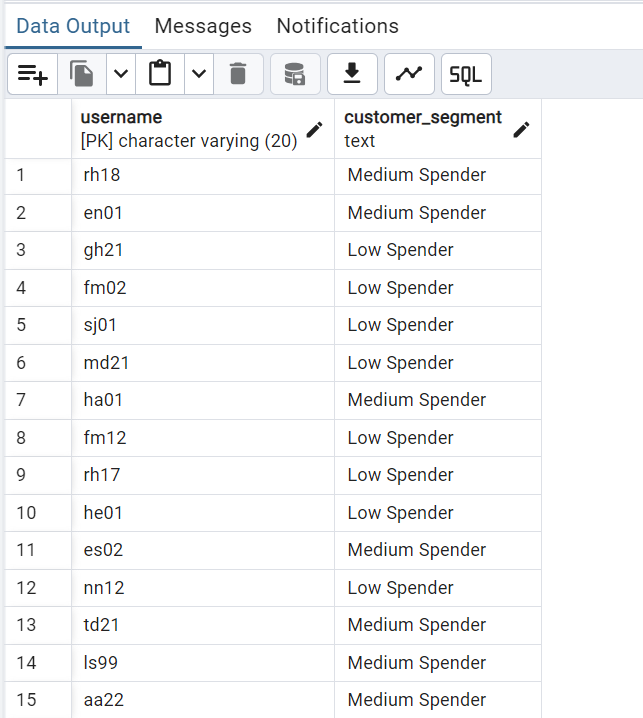 Data Output Messages Notifications
SQL
username customer_segment
[PK] character varying (20) text
1 rh18 Medium Spender
2 en01 Medium Spender
3 gh21 Low Spender
4 fm02 Low Spender
5 sj01 Low Spender
6 md21 Low Spender
7 ha01 Medium Spender
8 fm12 Low Spender
9 rh17 Low Spender
10 he01 Low Spender
11 es02 Medium Spender
12 nn12 Low Spender
13 td21 Medium Spender
14 ls99 Medium Spender
15 aa22 Medium Spender